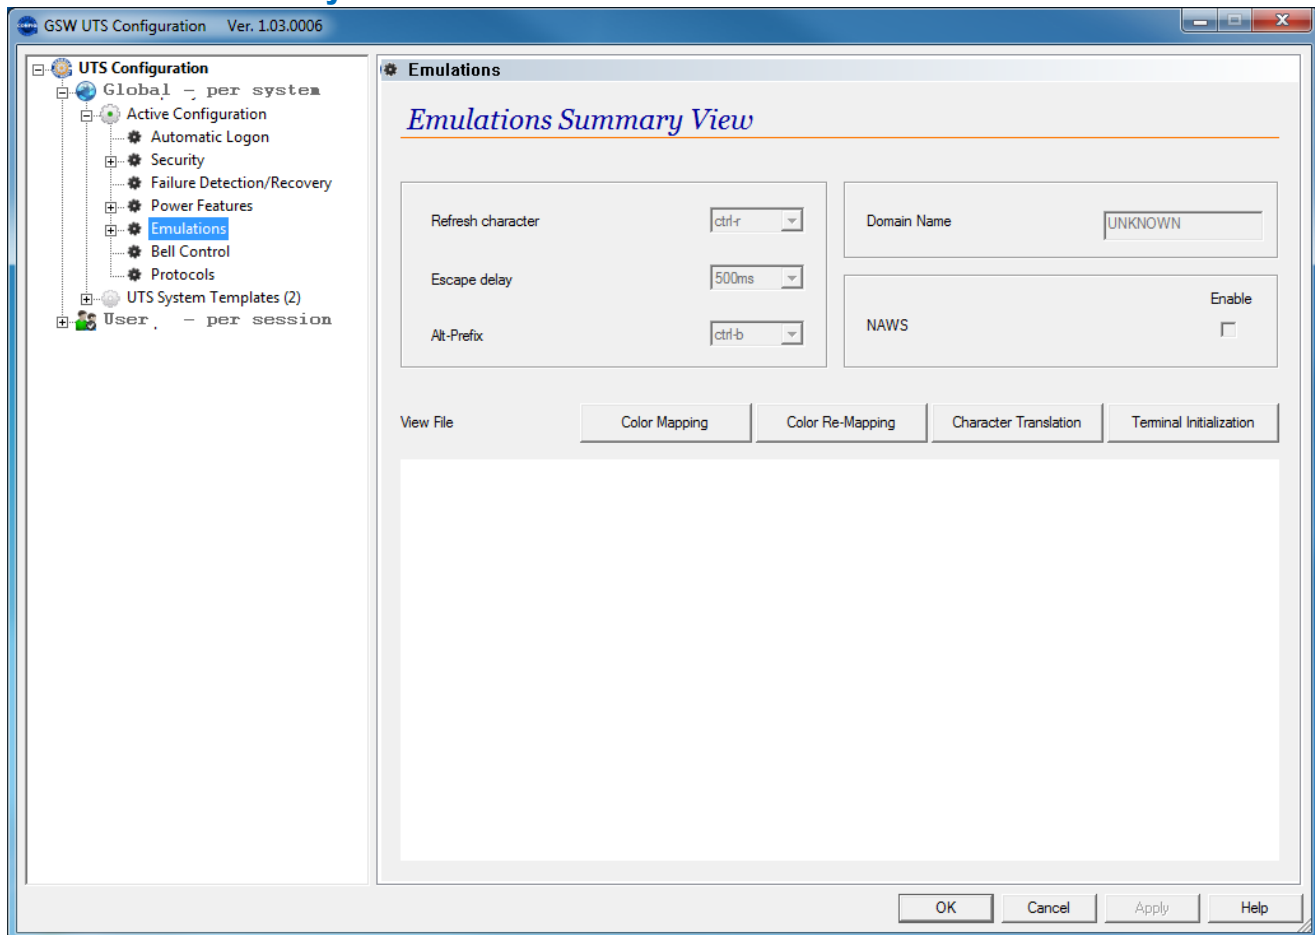 GSW UTS Configuration Ver. 1.03.0006
UTS Configuration
Global - per system
Active Configuration
Automatic Logon
Security
Failure Detection/Recovery
Power Features
Emulations
Bell Control
Protocols
UTS System Templates (2)
User - per session
Emulations
Emulations Summary View
Refresh character ctrl-r
Escape delay 500ms
Alt-Prefix ctrl-b
Domain Name UNKNOWN
Enable
NAWS
View File Color Mapping Color Re-Mapping Character Translation Terminal Initialization
OK Cancel Apply Help